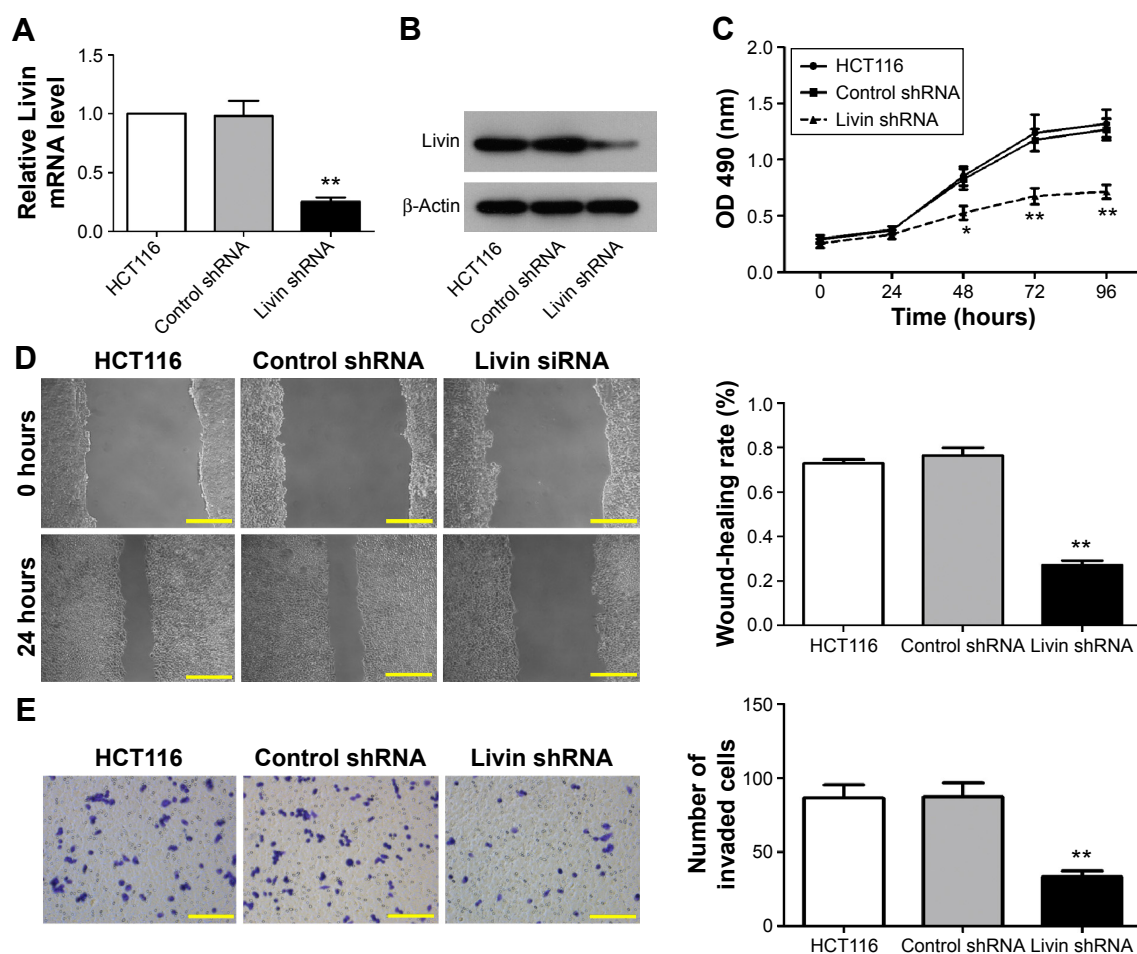 A
Relative Livin
mRNA level
1.5
1.0
0.5
0.0
**
HCT116
Control shRNA
Livin shRNA
B
Livin
β-Actin
HCT116
Control shRNA
Livin shRNA
C
OD 490 (nm)
2.0
1.5
1.0
0.5
0.0
HCT116
Control shRNA
Livin shRNA
*
**
**
0 24 48 72 96
Time (hours)
D
HCT116 Control shRNA Livin siRNA
0 hours
24 hours
Wound-healing rate (%)
1.0
0.8
0.6
0.4
0.2
0.0
**
HCT116 Control shRNA Livin shRNA
E
HCT116 Control shRNA Livin shRNA
Number of
invaded cells
150
100
50
0
**
HCT116 Control shRNA Livin shRNA